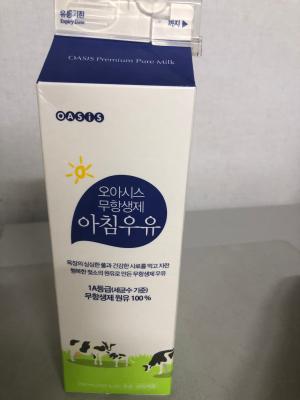 유통기한
Expiry Date
까지
OASIS Premium Pure Milk
OASIS
오아시스
무항생제
아침우유
목장의 싱싱한 풀과 건강한 사료를 먹고 자란
행복한 젖소의 원유로 만든 무항생제 우유
1A등급(세균수 기준)
무항생제 원유 100%